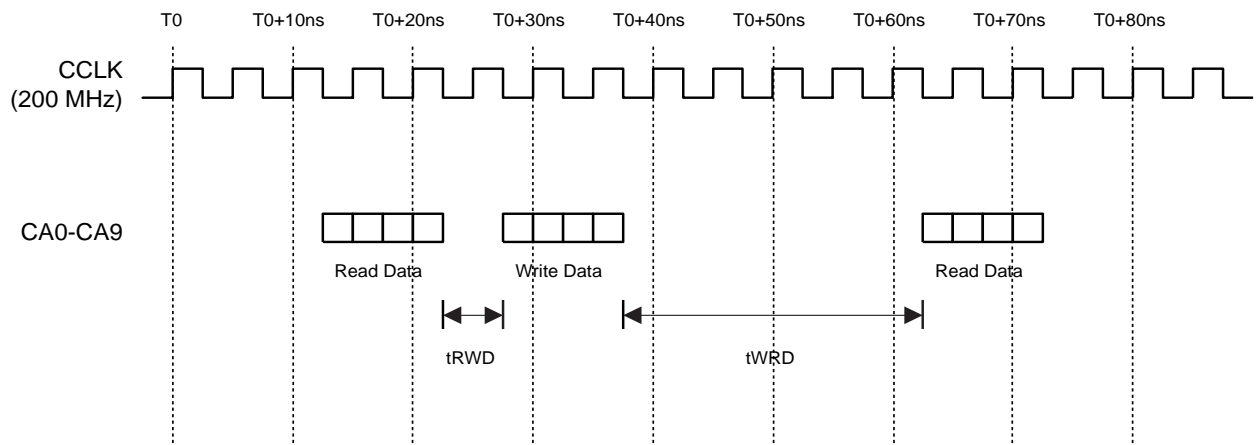 T0 T0+10ns T0+20ns T0+30ns T0+40ns T0+50ns T0+60ns T0+70ns T0+80ns
CCLK
(200 MHz)
CA0-CA9
Read Data Write Data Read Data
tRWD tWRD